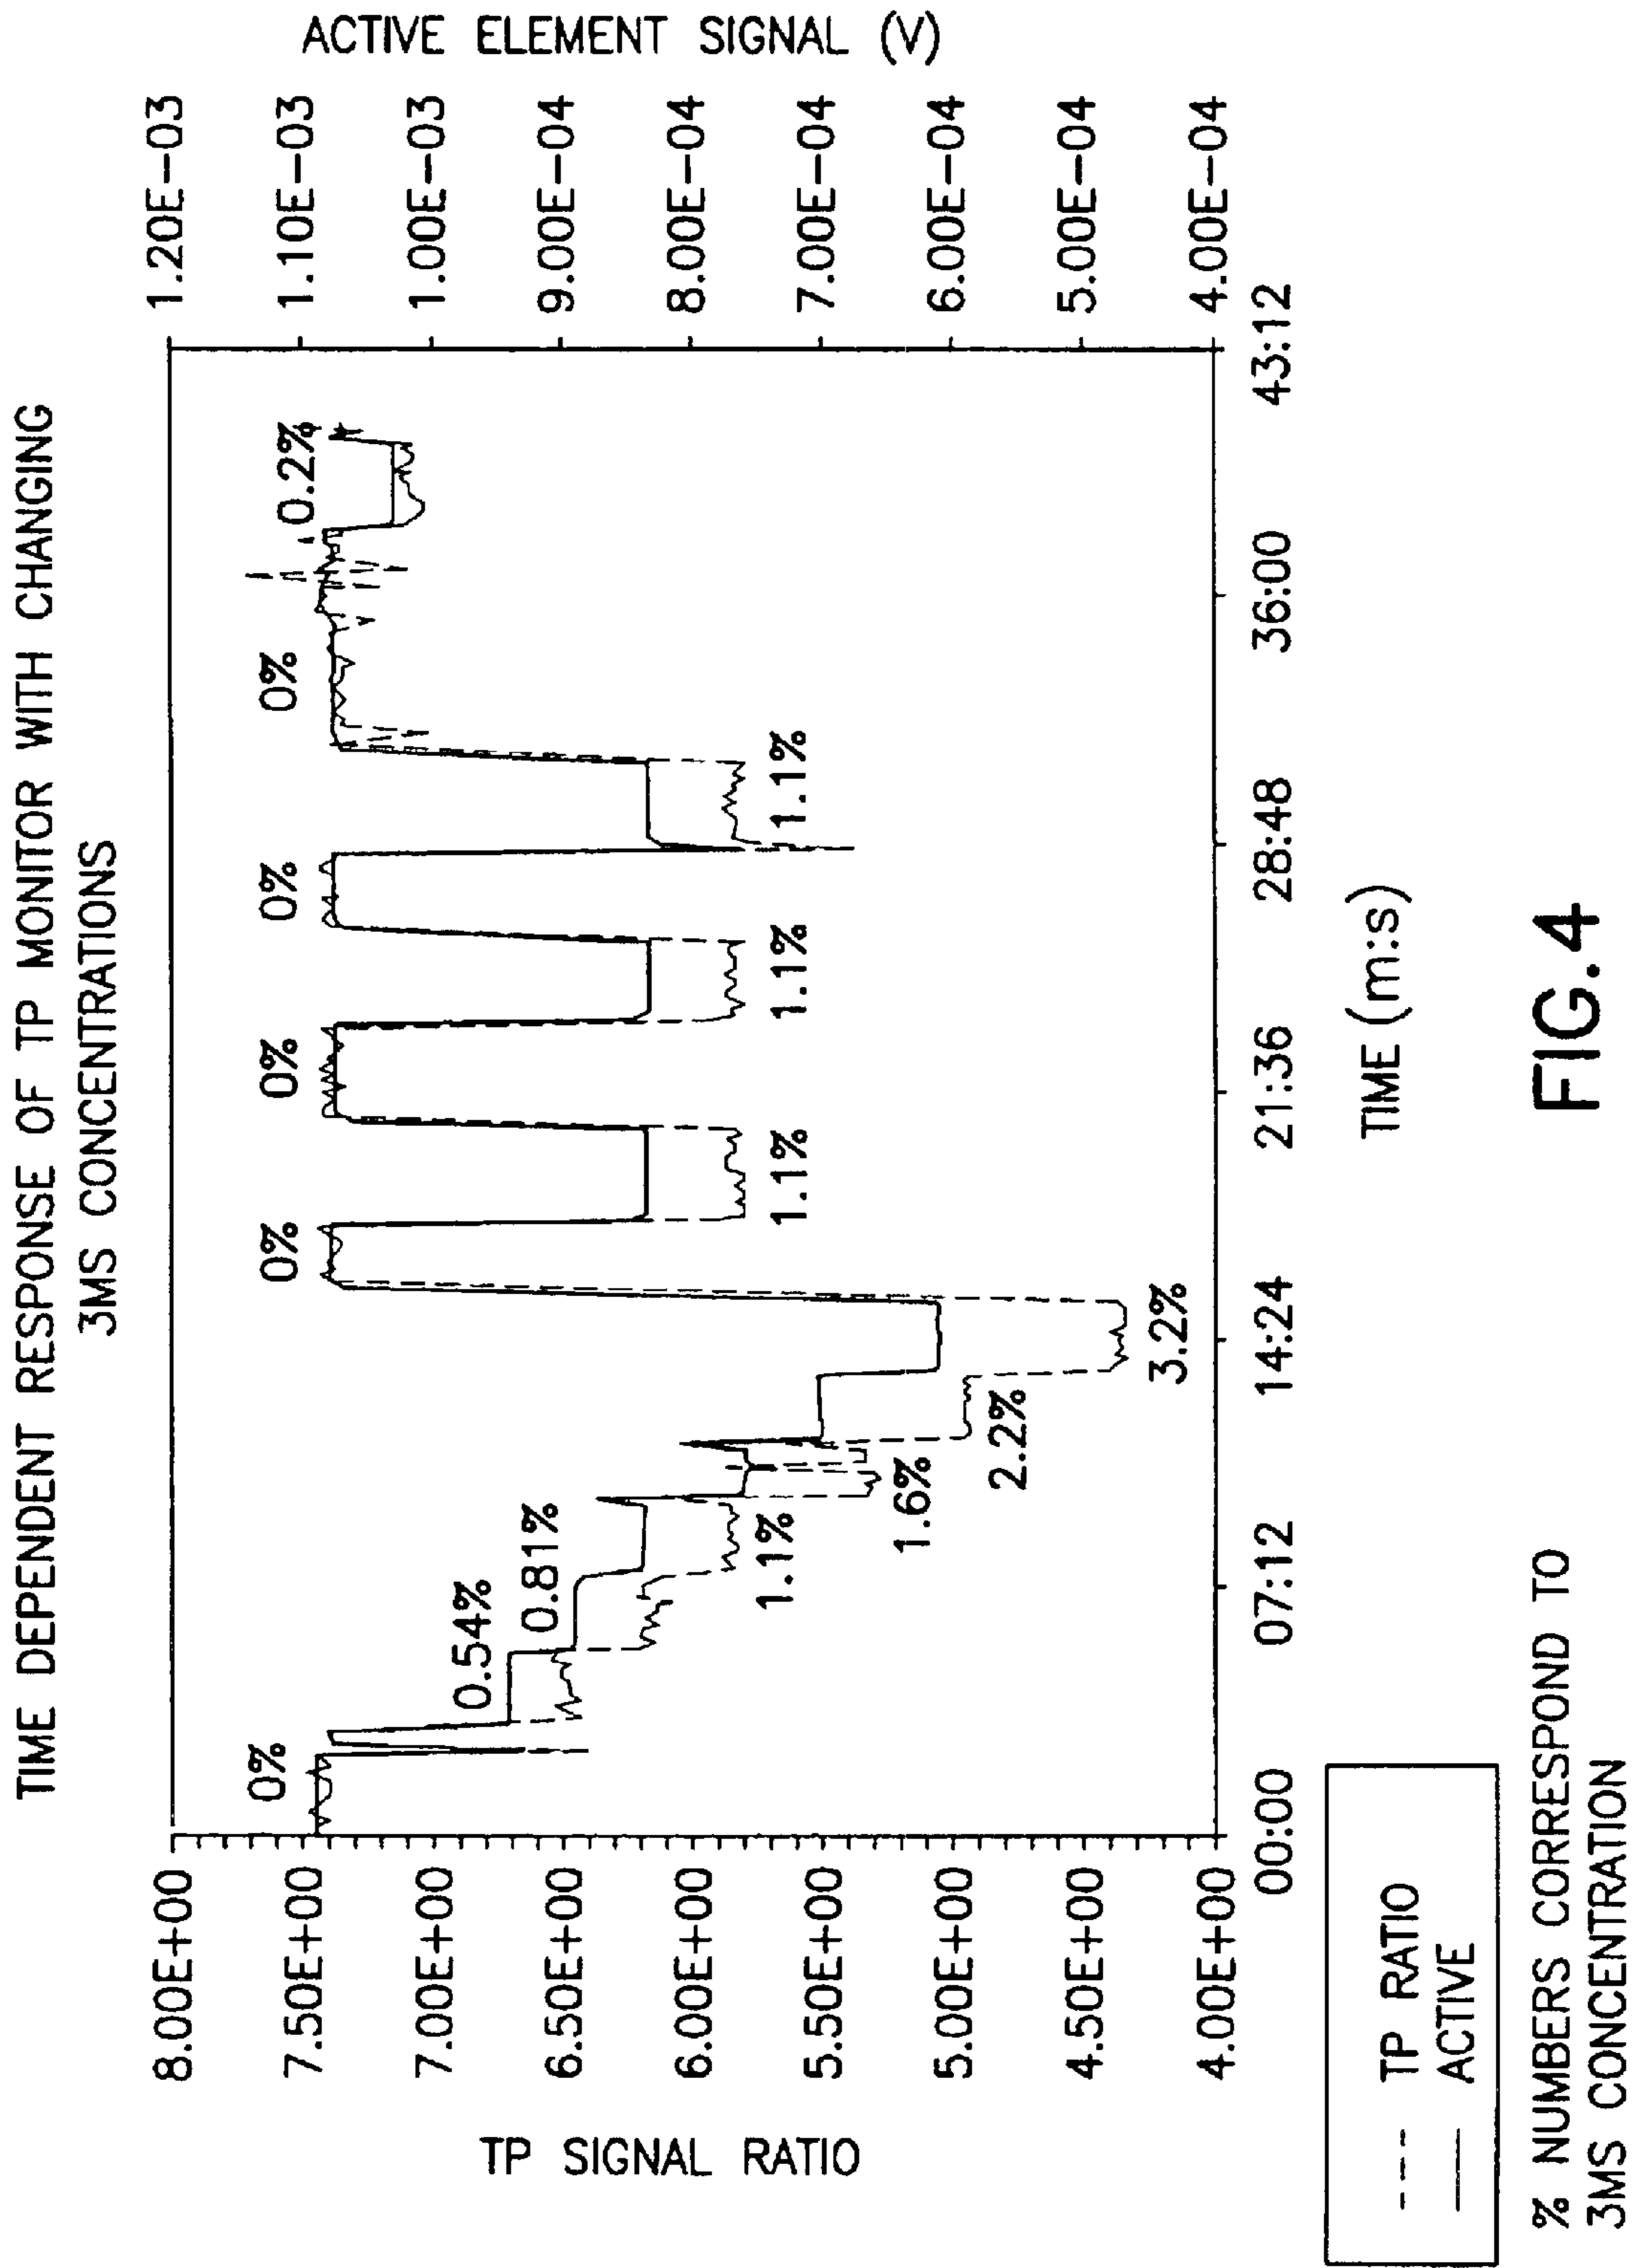 TIME DEPENDENT RESPONSE OF TP MONITOR WITH CHANGING
3MS CONCENTRATIONS
TP SIGNAL RATIO
8.00E+00
7.50E+00
7.00E+00
6.50E+00
6.00E+00
5.50E+00
5.00E+00
4.50E+00
4.00E+00
0%
0.54%
0.81%
1.1%
1.6%
2.2%
3.2%
0%
1.1%
0%
1.1%
0%
1.1%
0%
0.2%
1.20E-03
1.10E-03
1.00E-03
9.00E-04
8.00E-04
7.00E-04
6.00E-04
5.00E-04
4.00E-04
ACTIVE ELEMENT SIGNAL (V)
00:00
07:12
14:24
21:36
28:48
36:00
43:12
TIME (m:s)
TP RATIO
ACTIVE
% NUMBERS CORRESPOND TO
3MS CONCENTRATION
FIG.4